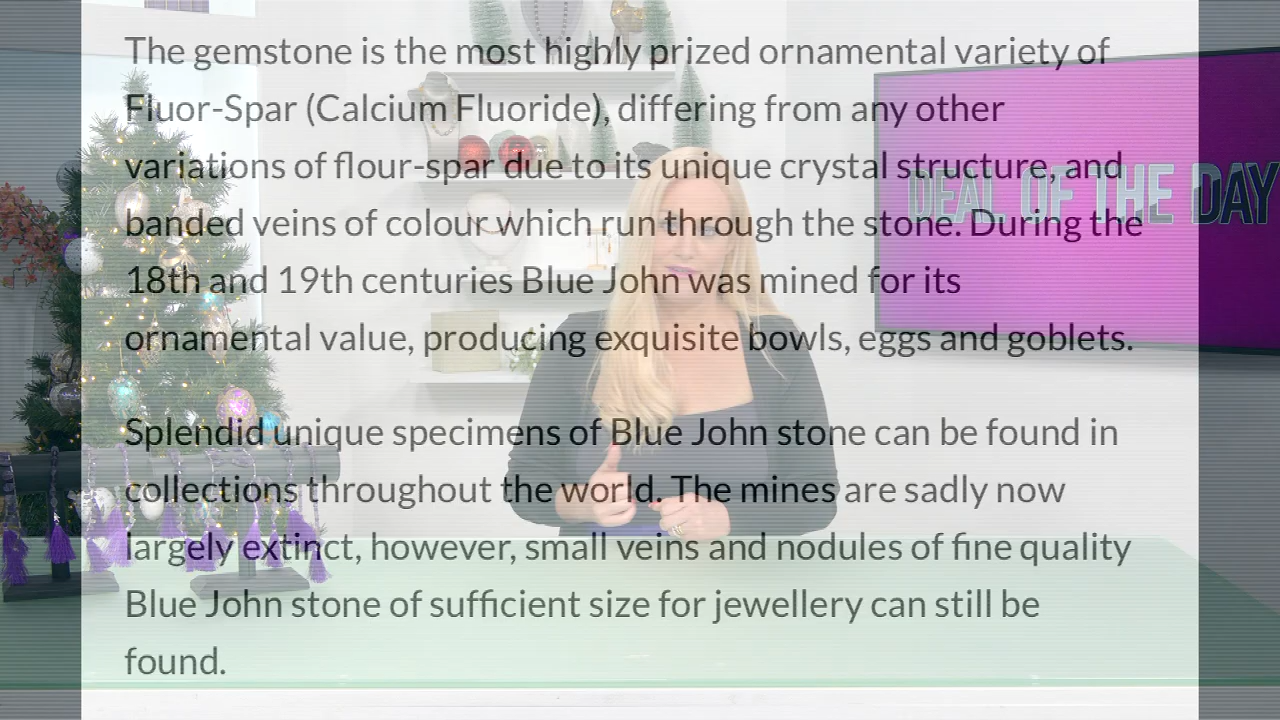 The gemstone is the most highly prized ornamental variety of
Fluor-Spar (Calcium Fluoride), differing from any other
variations of flour-spar due to its unique crystal structure, and
banded veins of colour which run through the stone. During the
18th and 19th centuries Blue John was mined for its
ornamental value, producing exquisite bowls, eggs and goblets.
Splendid unique specimens of Blue John stone can be found in
collections throughout the world. The mines are sadly now
largely extinct, however, small veins and nodules of fine quality
Blue John stone of sufficient size for jewellery can still be
found.
DEAL OF THE DAY